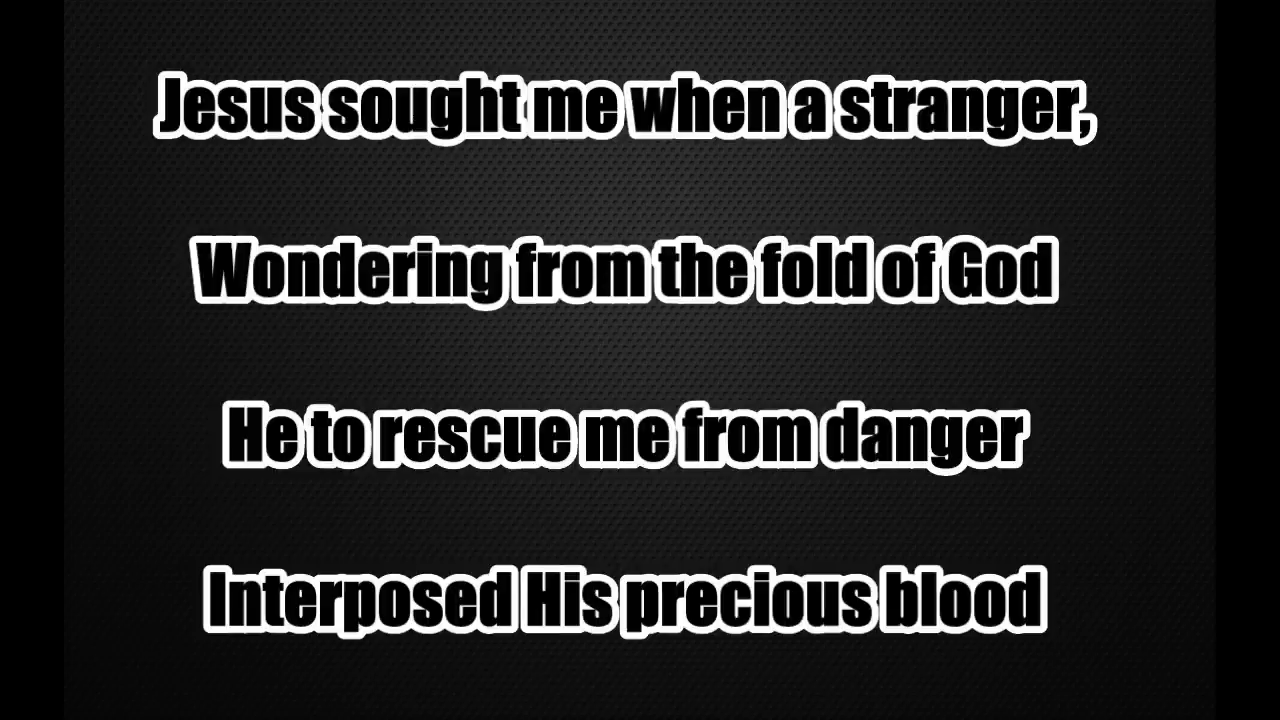 Jesus sought me when a stranger,
Wondering from the fold of God
He to rescue me from danger
Interposed His precious blood